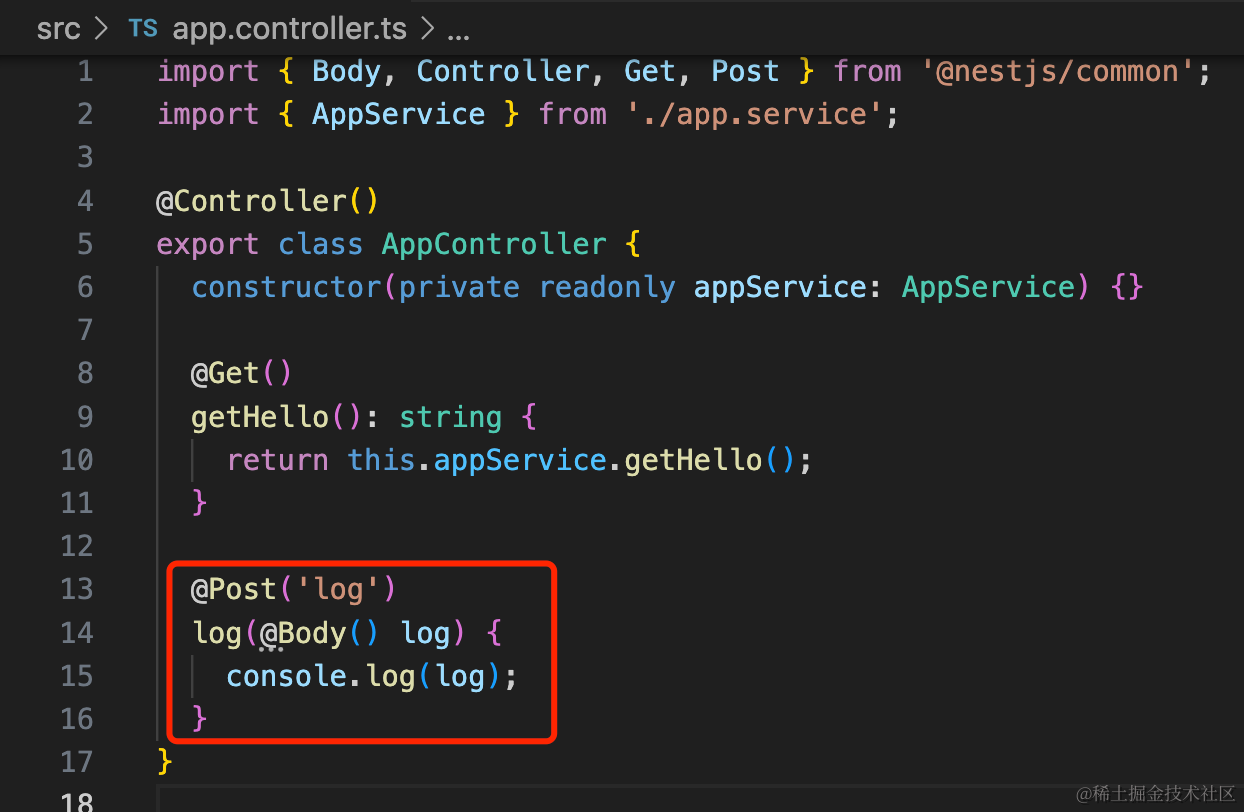 src > TS app.controller.ts > ...
1 import { Body, Controller, Get, Post } from '@nestjs/common';
2 import { AppService } from './app.service';
3
4 @Controller()
5 export class AppController {
6   constructor(private readonly appService: AppService) {}
7
8   @Get()
9   getHello(): string {
10     return this.appService.getHello();
11   }
12
13   @Post('log')
14   log(@Body() log) {
15     console.log(log);
16   }
17 }
18
@稀土掘金技术社区